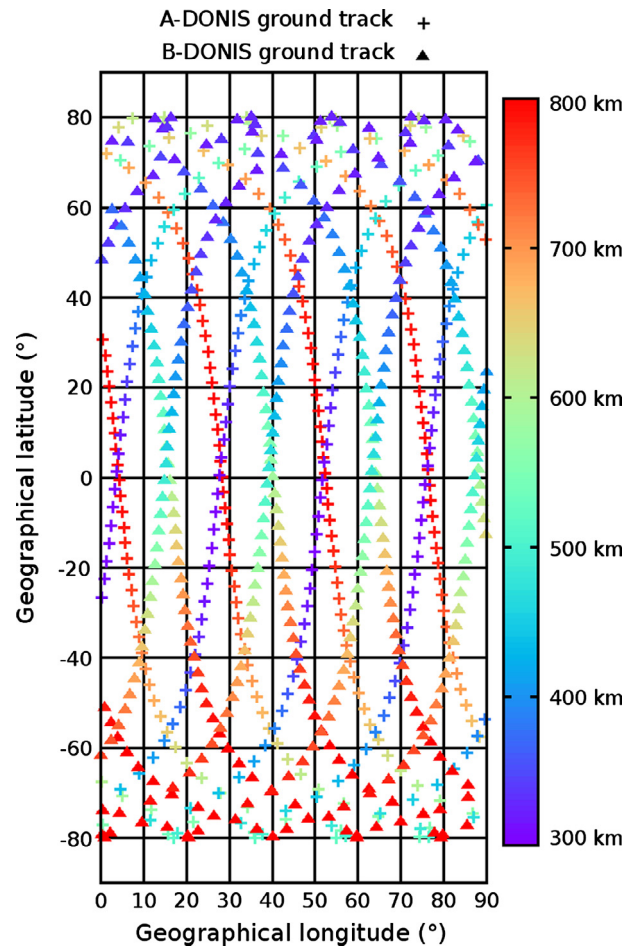 A-DONIS ground track
B-DONIS ground track
80
60
40
20
0
-20
-40
-60
-80
Geographical latitude (°)
0 10 20 30 40 50 60 70 80 90
Geographical longitude (°)
800 km
700 km
600 km
500 km
400 km
300 km